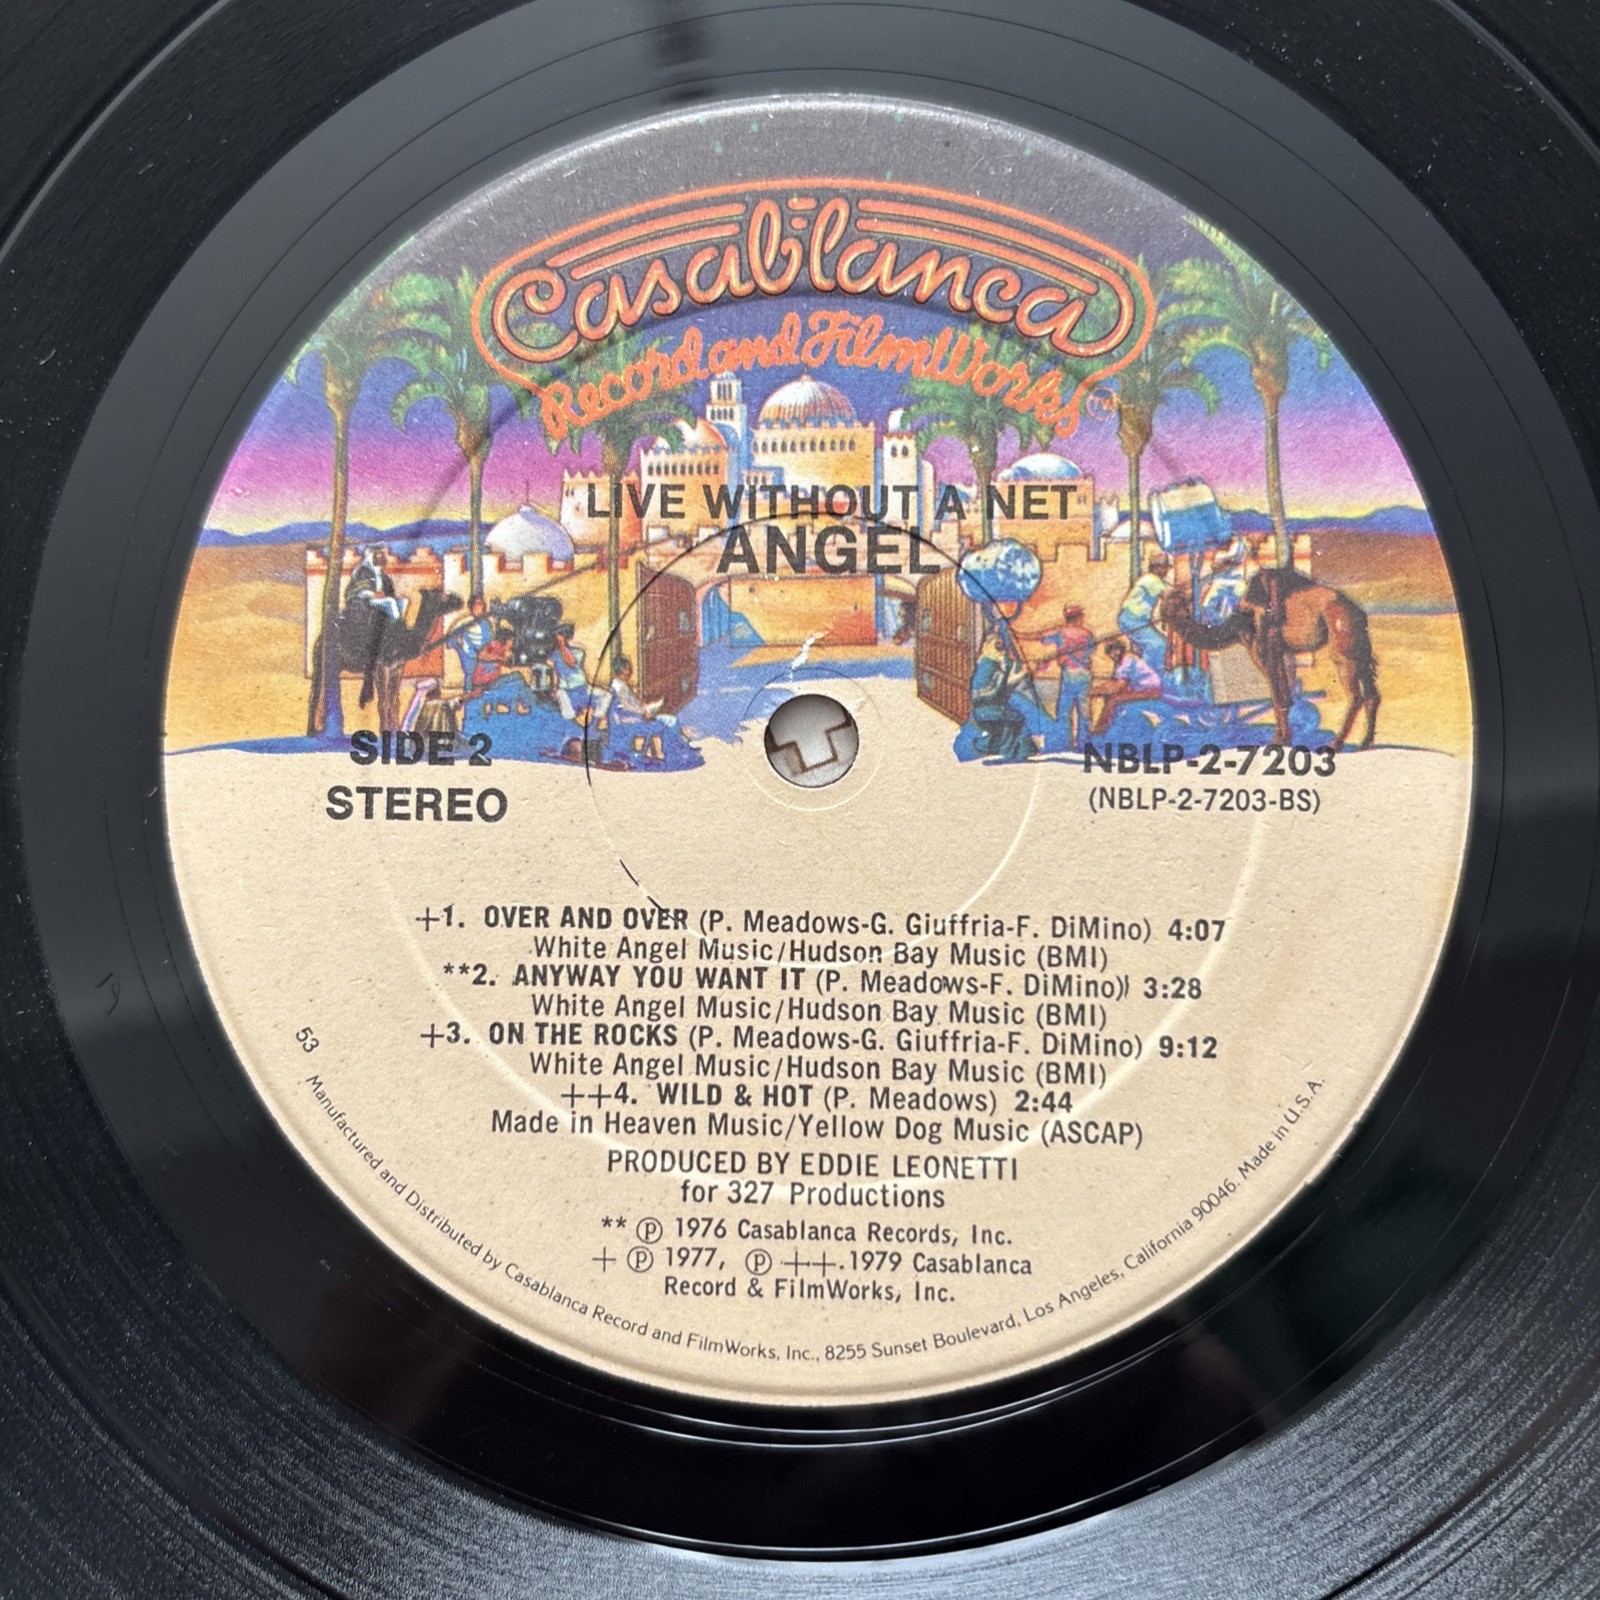 Casablanca
Record and FilmWorks TM
LIVE WITHOUT A NET
ANGEL
SIDE 2
STEREO
NBLP-2-7203
(NBLP-2-7203-BS)
+1. OVER AND OVER (P. Meadows-G. Giuffria-F. DiMino) 4:07
White Angel Music/Hudson Bay Music (BMI)
**2. ANYWAY YOU WANT IT (P. Meadows-F. DiMino) 3:28
White Angel Music/Hudson Bay Music (BMI)
+3. ON THE ROCKS (P. Meadows-G. Giuffria-F. DiMino) 9:12
White Angel Music/Hudson Bay Music (BMI)
++4. WILD & HOT (P. Meadows) 2:44
Made in Heaven Music/Yellow Dog Music (ASCAP)
PRODUCED BY EDDIE LEONETTI
for 327 Productions
** ℗ 1976 Casablanca Records, Inc.
+ ℗ 1977, ℗ ++.1979 Casablanca
Record & FilmWorks, Inc.
53 Manufactured and Distributed by Casablanca Record and FilmWorks, Inc., 8255 Sunset Boulevard, Los Angeles, California 90046. Made in U.S.A.